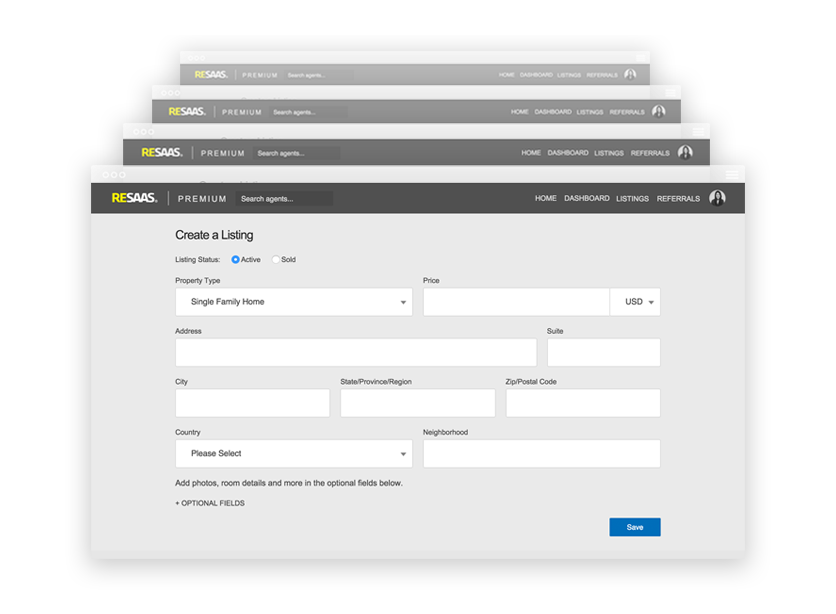 RESAAS. PREMIUM Search agents... HOME DASHBOARD LISTINGS REFERRALS
RESAAS. PREMIUM Search agents... HOME DASHBOARD LISTINGS REFERRALS
RESAAS. PREMIUM Search agents... HOME DASHBOARD LISTINGS REFERRALS
RESAAS. PREMIUM Search agents... HOME DASHBOARD LISTINGS REFERRALS
Create a Listing
Listing Status: Active Sold
Property Type Price
Single Family Home USD
Address Suite
City State/Province/Region Zip/Postal Code
Country Neighborhood
Please Select
Add photos, room details and more in the optional fields below.
+ OPTIONAL FIELDS
Save